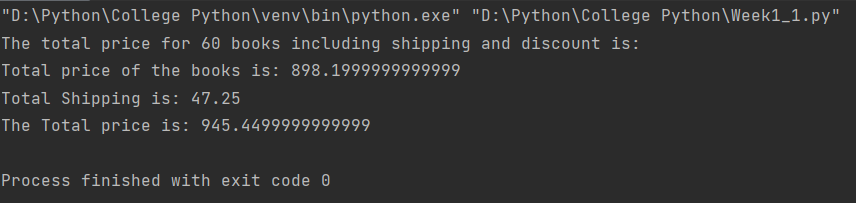 "D:\Python\College Python\venv\bin\python.exe" "D:\Python\College Python\Week1_1.py"
The total price for 60 books including shipping and discount is:
Total price of the books is: 898.1999999999999
Total Shipping is: 47.25
The Total price is: 945.4499999999999
Process finished with exit code 0